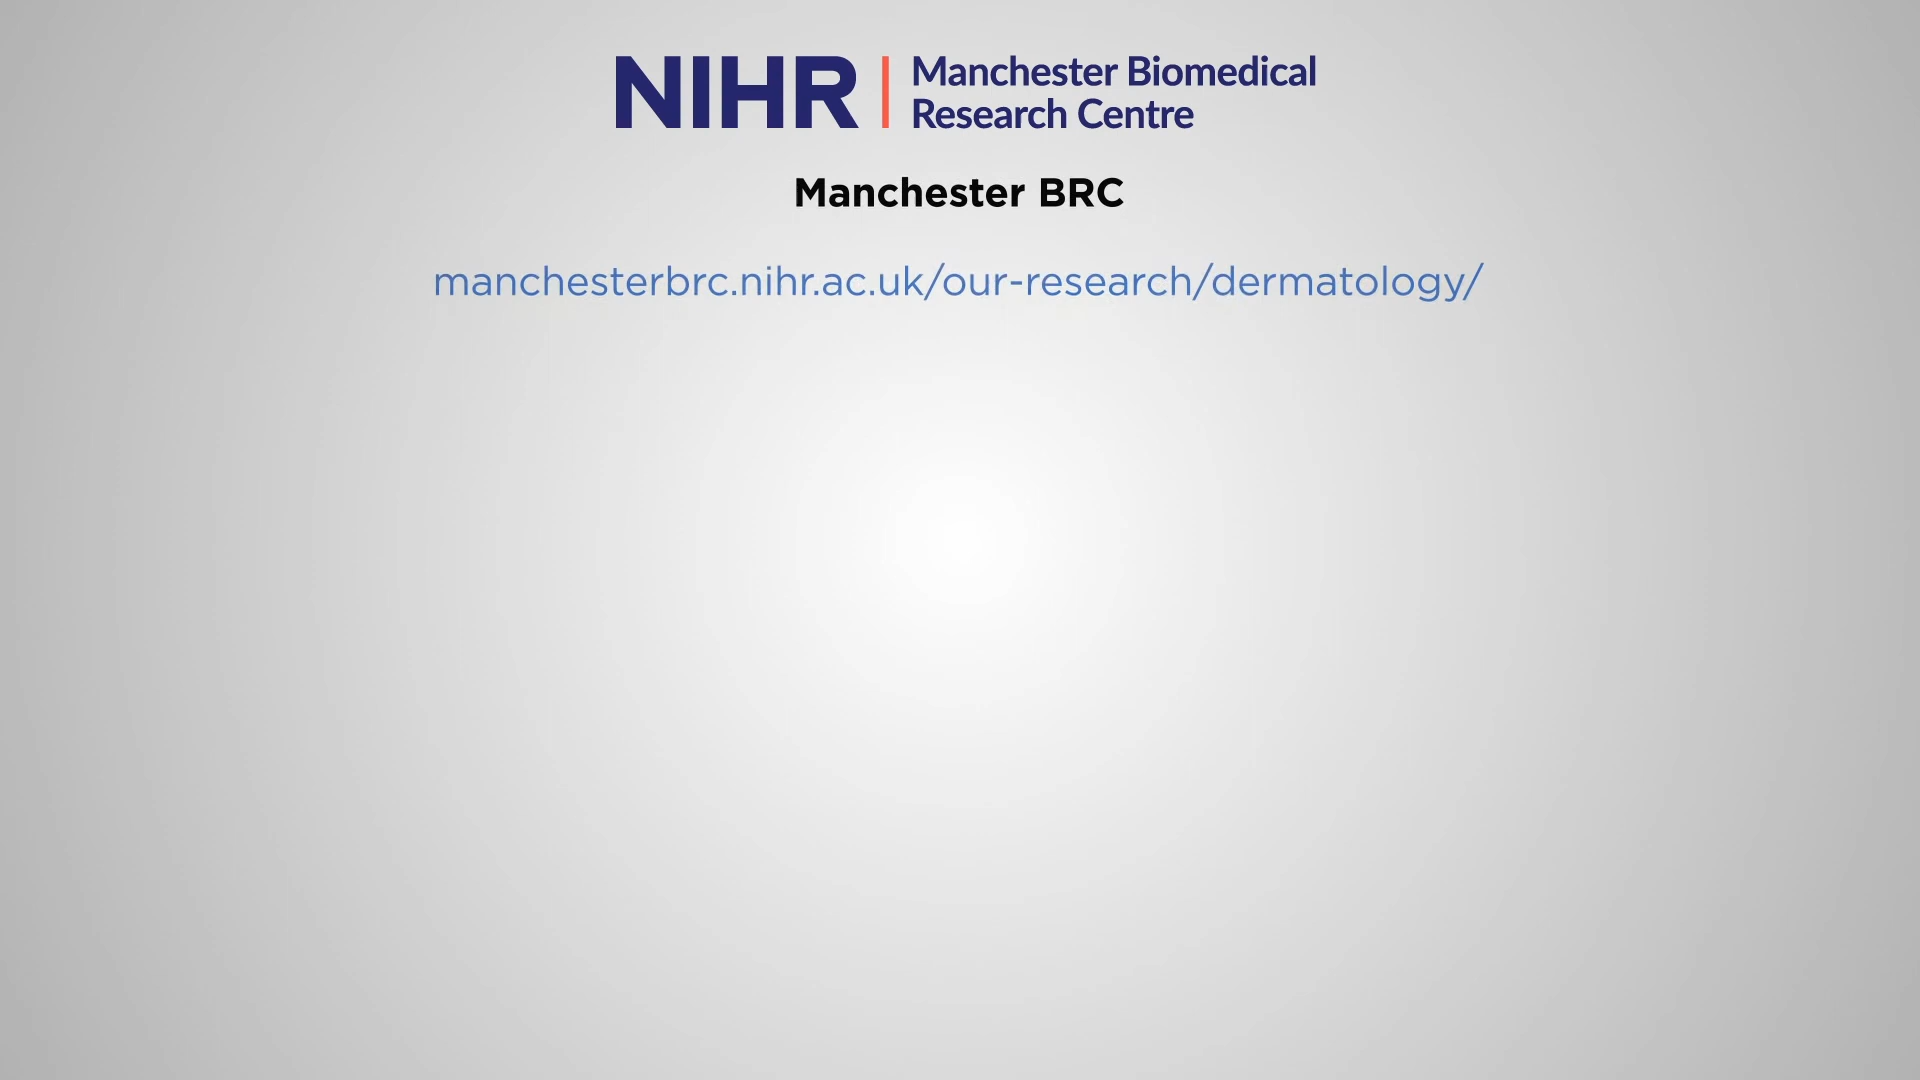 NIHR | Manchester Biomedical
Research Centre
Manchester BRC
manchesterbrc.nihr.ac.uk/our-research/dermatology/